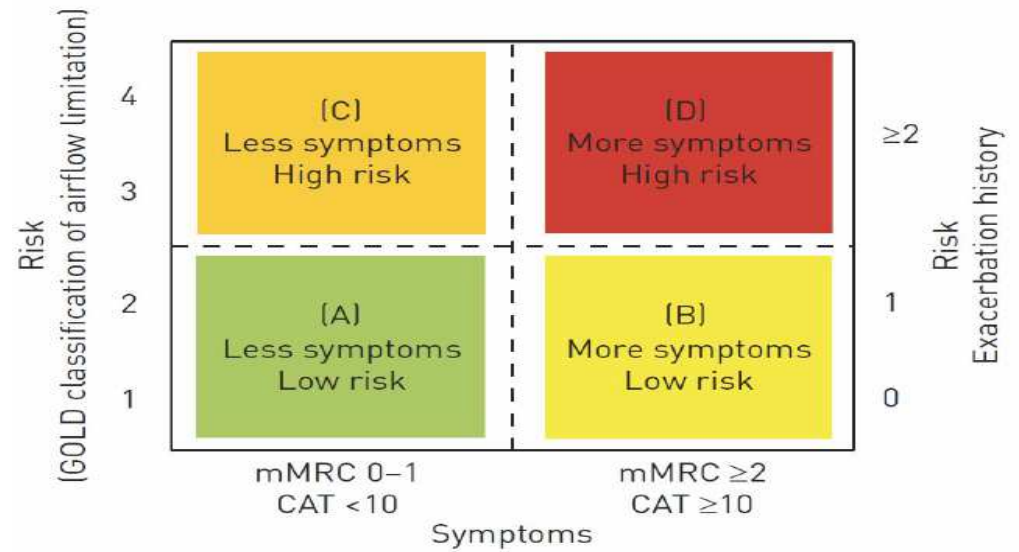 Risk
(GOLD classification of airflow limitation)
4
3
2
1
(C)
Less symptoms
High risk
(D)
More symptoms
High risk
(A)
Less symptoms
Low risk
(B)
More symptoms
Low risk
≥2
1
0
Risk
Exacerbation history
mMRC 0–1
CAT <10
mMRC ≥2
CAT ≥10
Symptoms